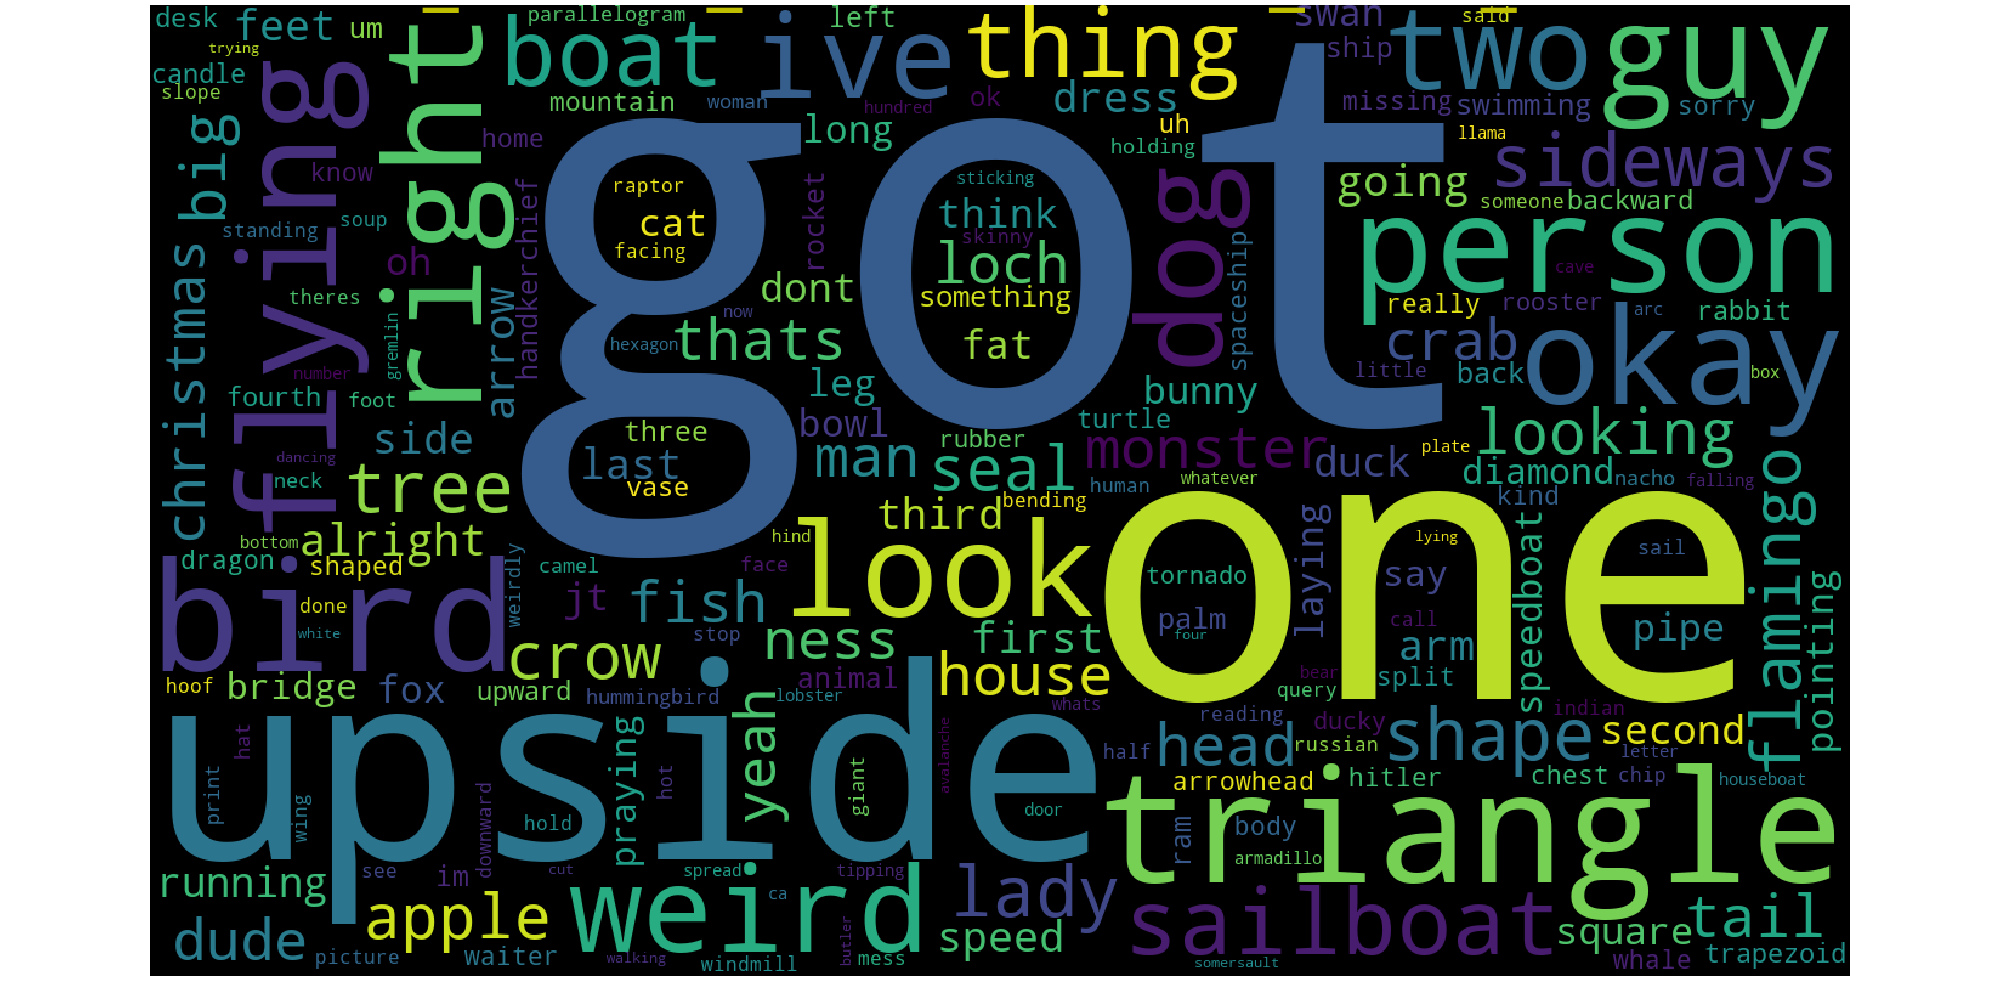 desk
feet
um
trying
candle
slope
big
flying
right
boat
parallelogram
left
ive
thing
swan
said
ship
two
guy
mountain
woman
hundred
ok
dress
missing
swimming
sorry
home
long
uh
holding
llama
know
handkerchief
raptor
cat
facing
rocket
sticking
think
skinny
loch
something
fat
dog
going
someone
backward
sideways
person
cave
standing
soup
oh
christmas
theres
arrow
gremlin
number
got
dont
now
thats
hexagon
spaceship
really
rooster
arc
rabbit
crab
okay
little
back
box
fourth
foot
leg
bunny
bowl
turtle
side
three
last
vase
man
rubber
seal
monster
duck
plate
looking
diamond
nacho
falling
dancing
neck
tree
third
bending
human
whatever
kind
flamingo
bottom
alright
dragon
shaped
weirdly
camel
hind
face
look
one
tornado
laying
say
lying
speedboat
sail
pointing
bird
done
white
jt
fish
stop
ness
first
palm
four
call
arm
pipe
crow
hoof
bridge
fox
upward
hummingbird
animal
lobster
house
whats
bear
query
split
indian
upside
hat
praying
yeah
avalanche
reading
ducky
half
head
russian
shape
second
letter
print
wing
downward
hot
giant
door
arrowhead
hitler
chest
chip
houseboat
hold
triangle
ram
body
armadillo
running
see
im
cut
spread
tipping
ca
weird
lady
sailboat
tail
dude
apple
speed
square
picture
waiter
walking
windmill
butler
mess
somersault
whale
trapezoid